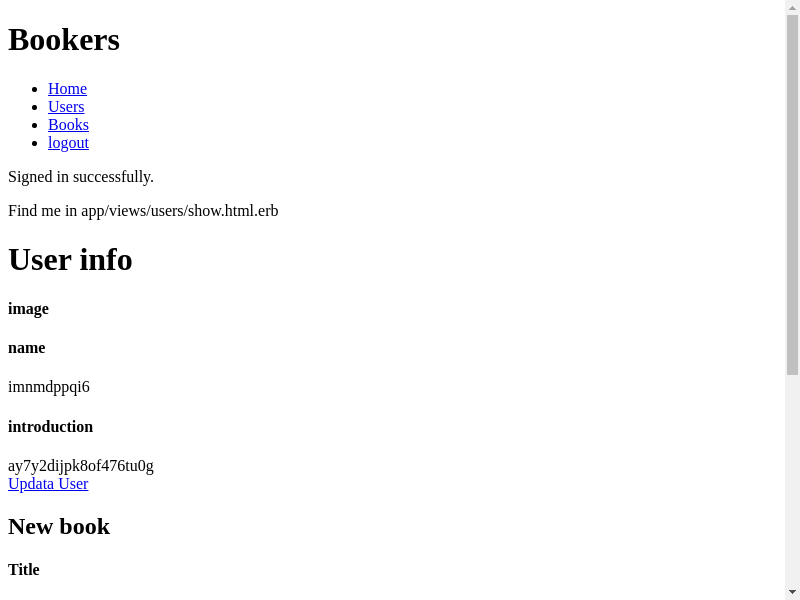 Bookers
Home
Users
Books
logout
Signed in successfully.
Find me in app/views/users/show.html.erb
User info
image
name
imnmdppqi6
introduction
ay7y2dijpk8of476tu0g
Updata User
New book
Title